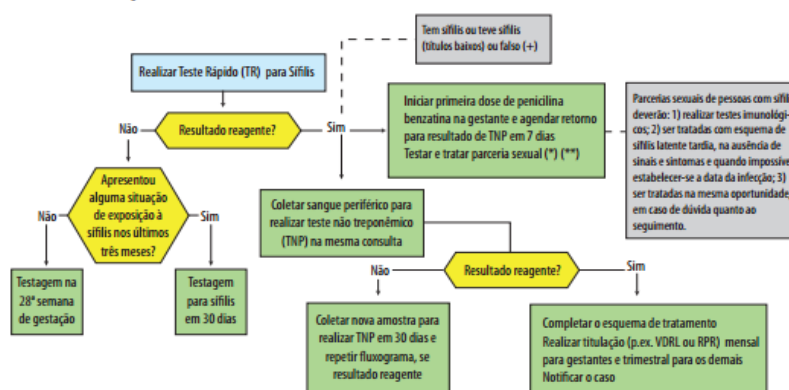 Tem sífilis ou teve sífilis
(títulos baixos) ou falso (+)
Realizar Teste Rápido (TR) para Sífilis
Resultado reagente?
Não
Sim
Iniciar primeira dose de penicilina
benzatina na gestante e agendar retorno
para resultado de TNP em 7 dias
Testar e tratar parceria sexual (*) (**)
Parcerias sexuais de pessoas com sífili
deverão: 1) realizar testes imunológi-
cos; 2) ser tratadas com esquema de
sífilis latente tardia, na ausência de
sinais e sintomas e quando impossíve
estabelecer-se a data da infecção; 3)
ser tratadas na mesma oportunidade,
em caso de dúvida quanto ao
seguimento.
Apresentou
alguma situação
de exposição à
sífilis nos últimos
três meses?
Não
Sim
Testagem na
28ª semana
de gestação
Testagem
para sífilis
em 30 dias
Coletar sangue periférico para
realizar teste não treponêmico
(TNP) na mesma consulta
Resultado reagente?
Não
Sim
Coletar nova amostra para
realizar TNP em 30 dias e
repetir fluxograma, se
resultado reagente
Completar o esquema de tratamento
Realizar titulação (p.ex. VDRL ou RPR) mensal
para gestantes e trimestral para os demais
Notificar o caso